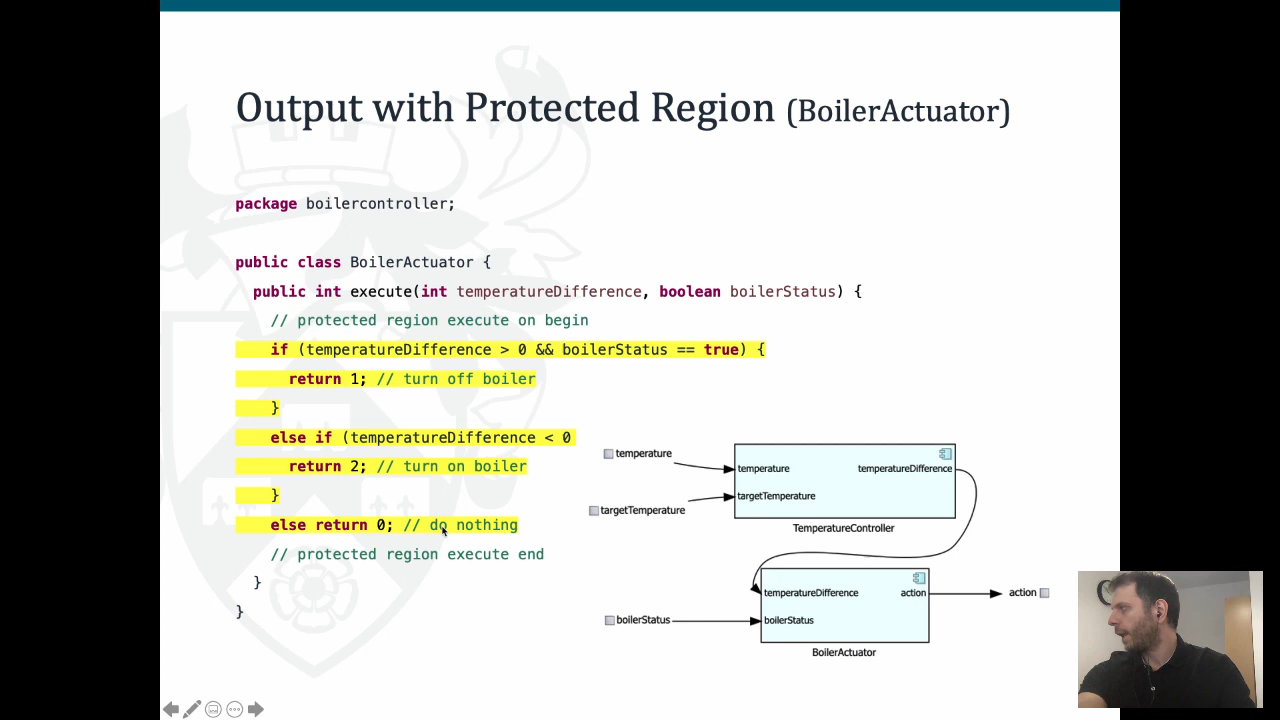 Output with Protected Region (BoilerActuator)
package boilercontroller;
public class BoilerActuator {
public int execute(int temperatureDifference, boolean boilerStatus) {
// protected region execute on begin
if (temperatureDifference > 0 && boilerStatus == true) {
return 1; // turn off boiler
}
else if (temperatureDifference < 0
return 2; // turn on boiler
}
else return 0; // do nothing
// protected region execute end
}
}
temperature
targetTemperature
temperature
temperatureDifference
targetTemperature
TemperatureController
boilerStatus
temperatureDifference
action
boilerStatus
BoilerActuator
action